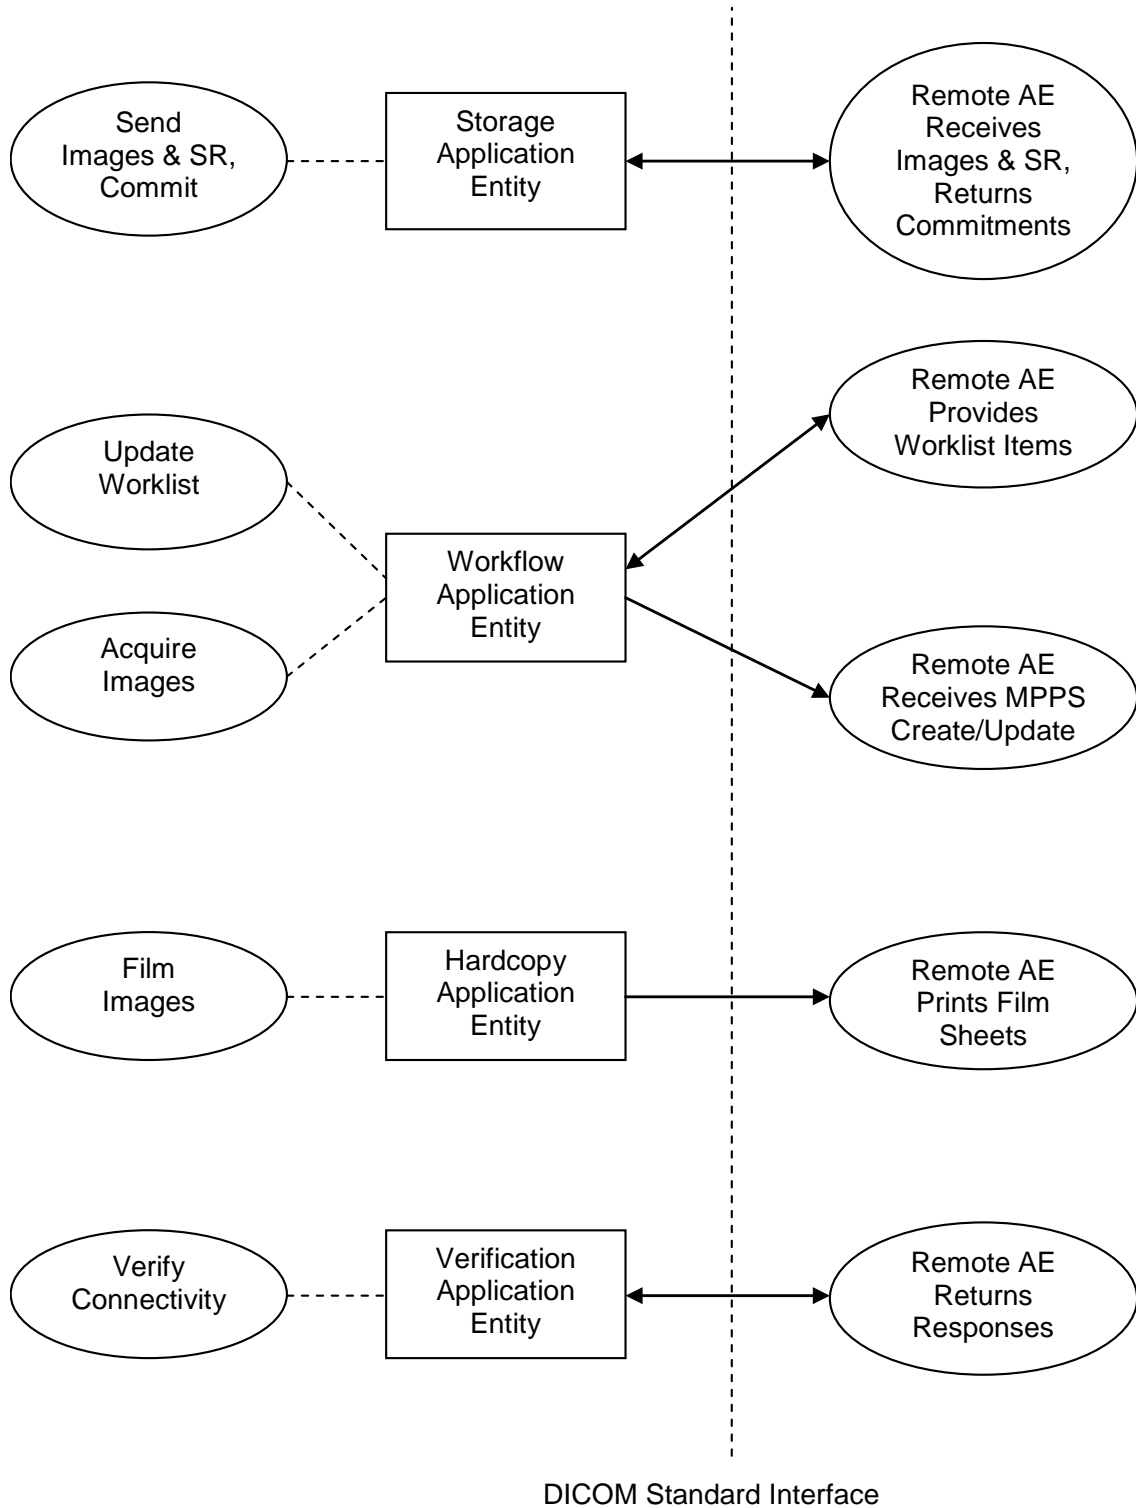 Send
Images & SR,
Commit
Storage
Application
Entity
Remote AE
Receives
Images & SR,
Returns
Commitments
Update
Worklist
Acquire
Images
Workflow
Application
Entity
Remote AE
Provides
Worklist Items
Remote AE
Receives MPPS
Create/Update
Film
Images
Hardcopy
Application
Entity
Remote AE
Prints Film
Sheets
Verify
Connectivity
Verification
Application
Entity
Remote AE
Returns
Responses
DICOM Standard Interface